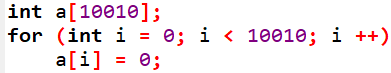 int a[10010];
for (int i = 0; i < 10010; i ++)
    a[i] = 0;